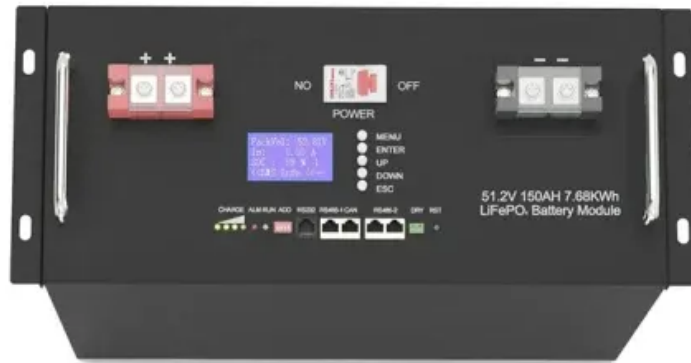 + +
- -
NO
OFF
POWER
MENU
ENTER
UP
DOWN
ESC
CHARGE ALM RUN ADD RS232 RS485-1 CAN RS485-2 DRY RST
51.2V 150AH 7.68KWh
LiFePO₄ Battery Module